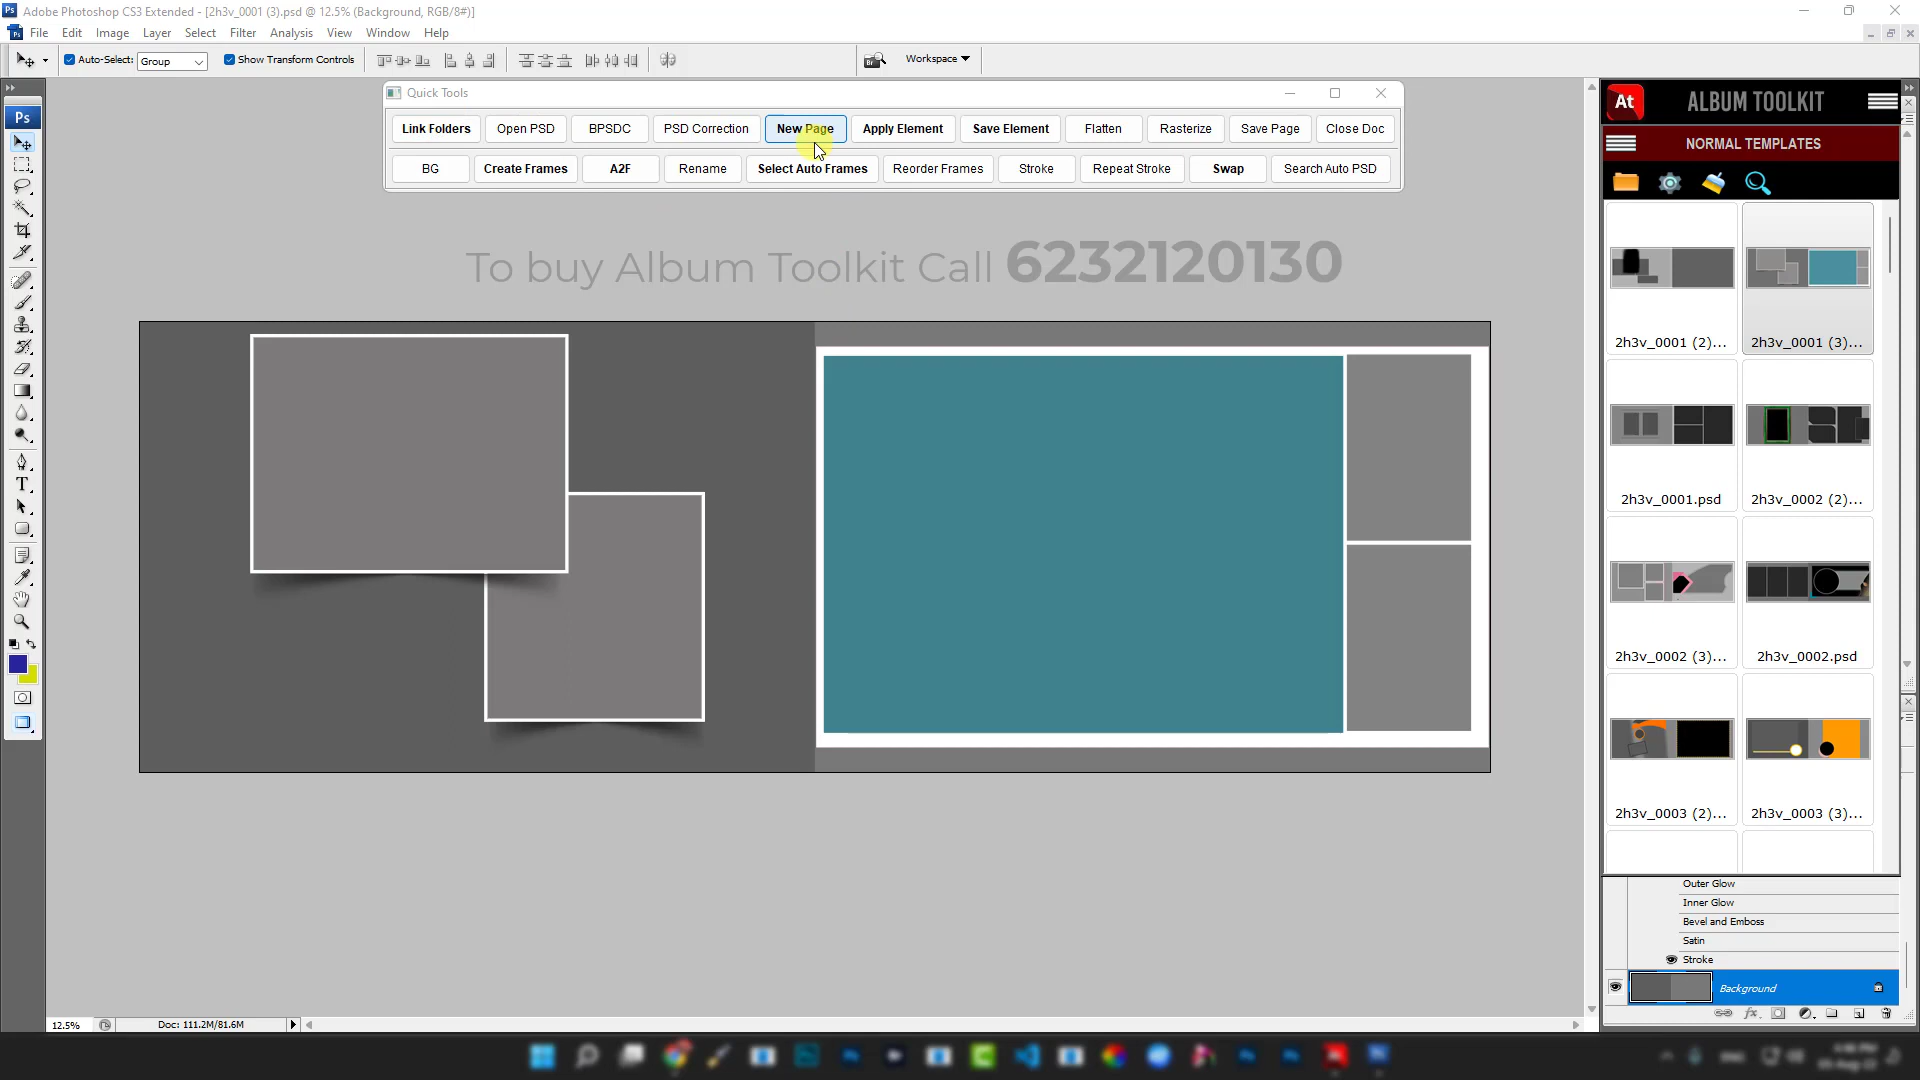 Adobe Photoshop CS3 Extended - [2h3v_0001 (3).psd @ 12.5% (Background, RGB/8#)]
File Edit Image Layer Select Filter Analysis View Window Help
Auto-Select: Group Show Transform Controls Workspace
Quick Tools
Link Folders Open PSD BPSDC PSD Correction New Page Apply Element Save Element Flatten Rasterize Save Page Close Doc
BG Create Frames A2F Rename Select Auto Frames Reorder Frames Stroke Repeat Stroke Swap Search Auto PSD
To buy Album Toolkit Call 6232120130
Ps
At ALBUM TOOLKIT
NORMAL TEMPLATES
2h3v_0001 (2)... 2h3v_0001 (3)...
2h3v_0001.psd 2h3v_0002 (2)...
2h3v_0002 (3)... 2h3v_0002.psd
2h3v_0003 (2)... 2h3v_0003 (3)...
Outer Glow
Inner Glow
Bevel and Emboss
Satin
Stroke
Background
12.5% Doc: 111.2M/81.6M